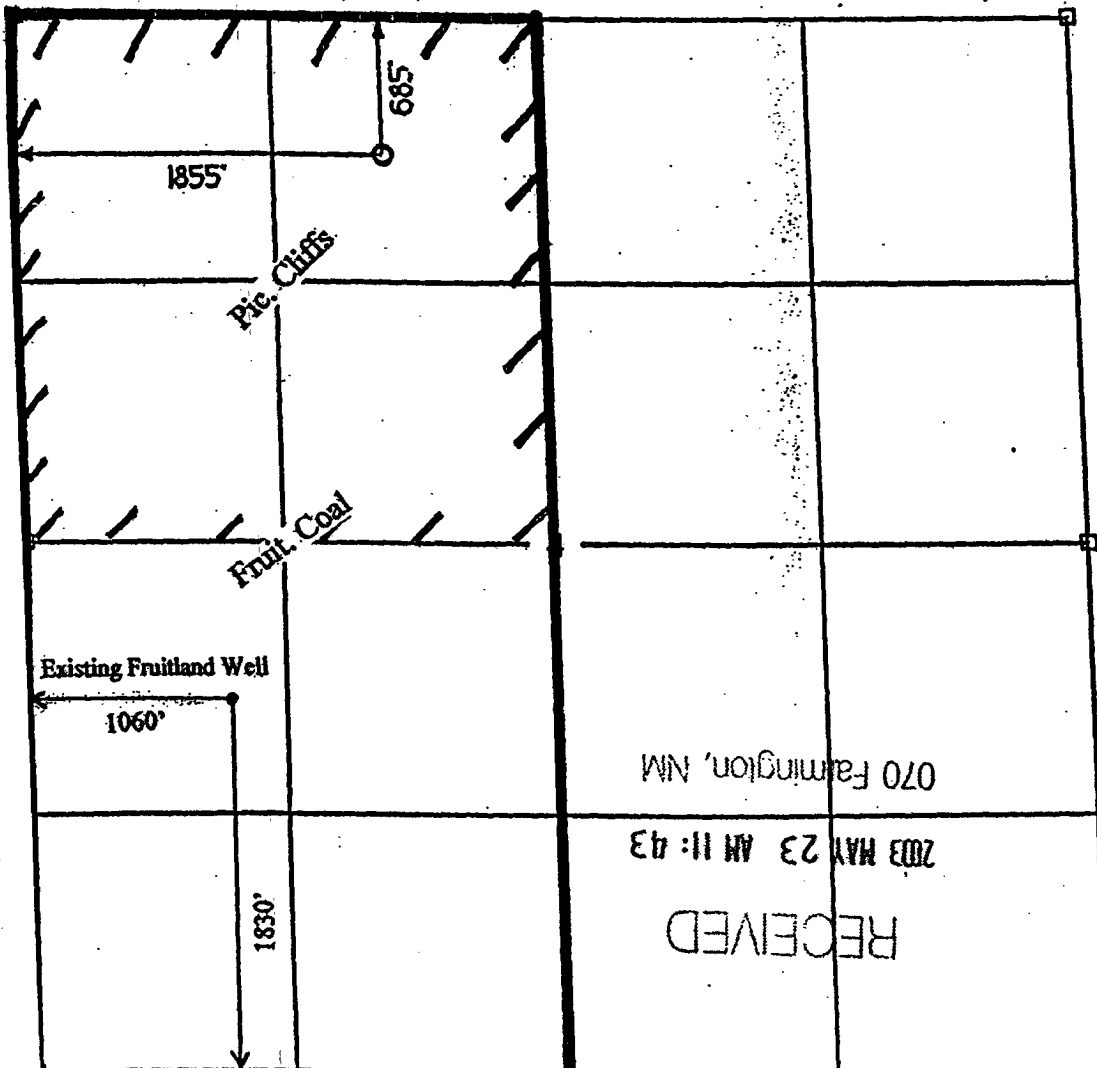 685'
1855'
Pic. Cliffs
Fruit. Coal
Existing Fruitland Well
1060'
1830'
RECEIVED
2003 MAY 23 AM 11:43
070 Farmington, NM